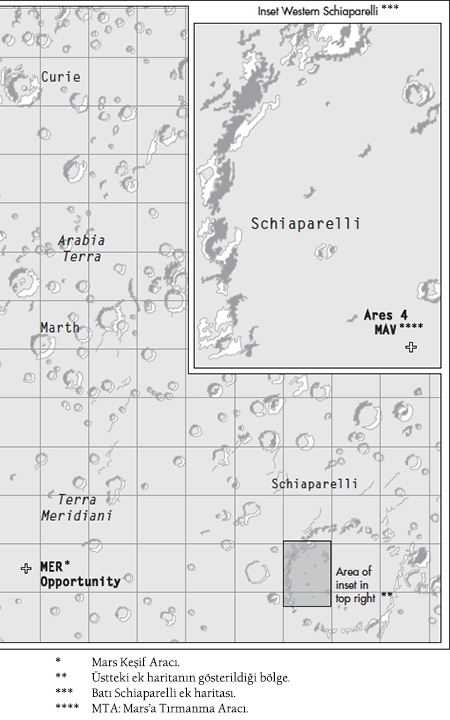 Inset Western Schiaparelli ***
Curie
Schiaparelli
Arabia
Terra
Ares 4
MAV****
Marth
Schiaparelli
Terra
Meridiani
MER*
Opportunity
Area of
inset in
top right **
* Mars Keşif Aracı.
** Üstteki ek haritanın gösterildiği bölge.
*** Batı Schiaparelli ek haritası.
**** MTA: Mars'a Tırmanma Aracı.